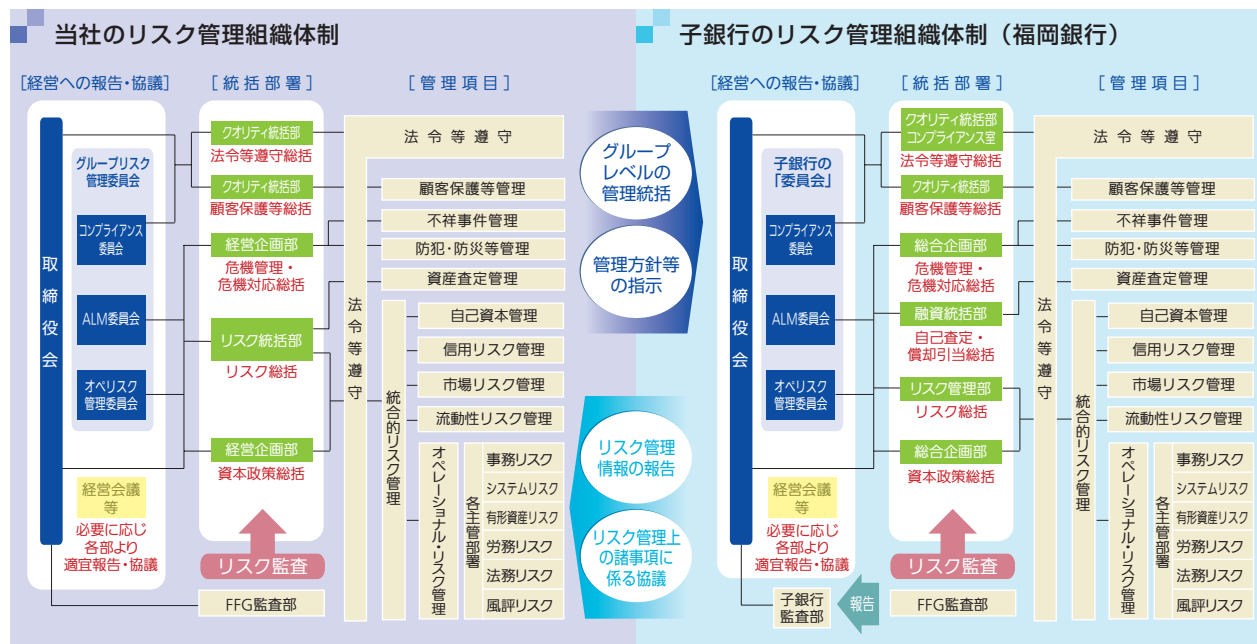 当社のリスク管理組織体制
[経営への報告・協議]
[統括部署]
[管理項目]
取締役会
グループリスク
管理委員会
コンプライアンス
委員会
ALM委員会
オペリスク
管理委員会
経営会議
等
必要に応じ
各部より
適宜報告・協議
クオリティ統括部
法令等遵守総括
クオリティ統括部
顧客保護等総括
経営企画部
危機管理・
危機対応総括
リスク統括部
リスク総括
経営企画部
資本政策総括
リスク監査
FFG監査部
法令等遵守
法令等遵守
顧客保護等管理
不祥事件管理
防犯・防災等管理
資産査定管理
統合的リスク管理
自己資本管理
信用リスク管理
市場リスク管理
流動性リスク管理
オペレーショナル・リスク管理
各主管部署
事務リスク
システムリスク
有形資産リスク
労務リスク
法務リスク
風評リスク
グループ
レベルの
管理統括
管理方針等
の指示
リスク管理
情報の報告
リスク管理上
の諸事項に
係る協議
子銀行のリスク管理組織体制（福岡銀行）
[経営への報告・協議]
[統括部署]
[管理項目]
取締役会
子銀行の
「委員会」
コンプライアンス
委員会
ALM委員会
オペリスク
管理委員会
経営会議
等
必要に応じ
各部より
適宜報告・協議
子銀行
監査部
報告
クオリティ統括部
コンプライアンス室
法令等遵守総括
クオリティ統括部
顧客保護等総括
総合企画部
危機管理・
危機対応総括
融資統括部
自己査定・
償却引当総括
リスク管理部
リスク総括
総合企画部
資本政策総括
リスク監査
FFG監査部
法令等遵守
法令等遵守
顧客保護等管理
不祥事件管理
防犯・防災等管理
資産査定管理
統合的リスク管理
自己資本管理
信用リスク管理
市場リスク管理
流動性リスク管理
オペレーショナル・リスク管理
各主管部署
事務リスク
システムリスク
有形資産リスク
労務リスク
法務リスク
風評リスク